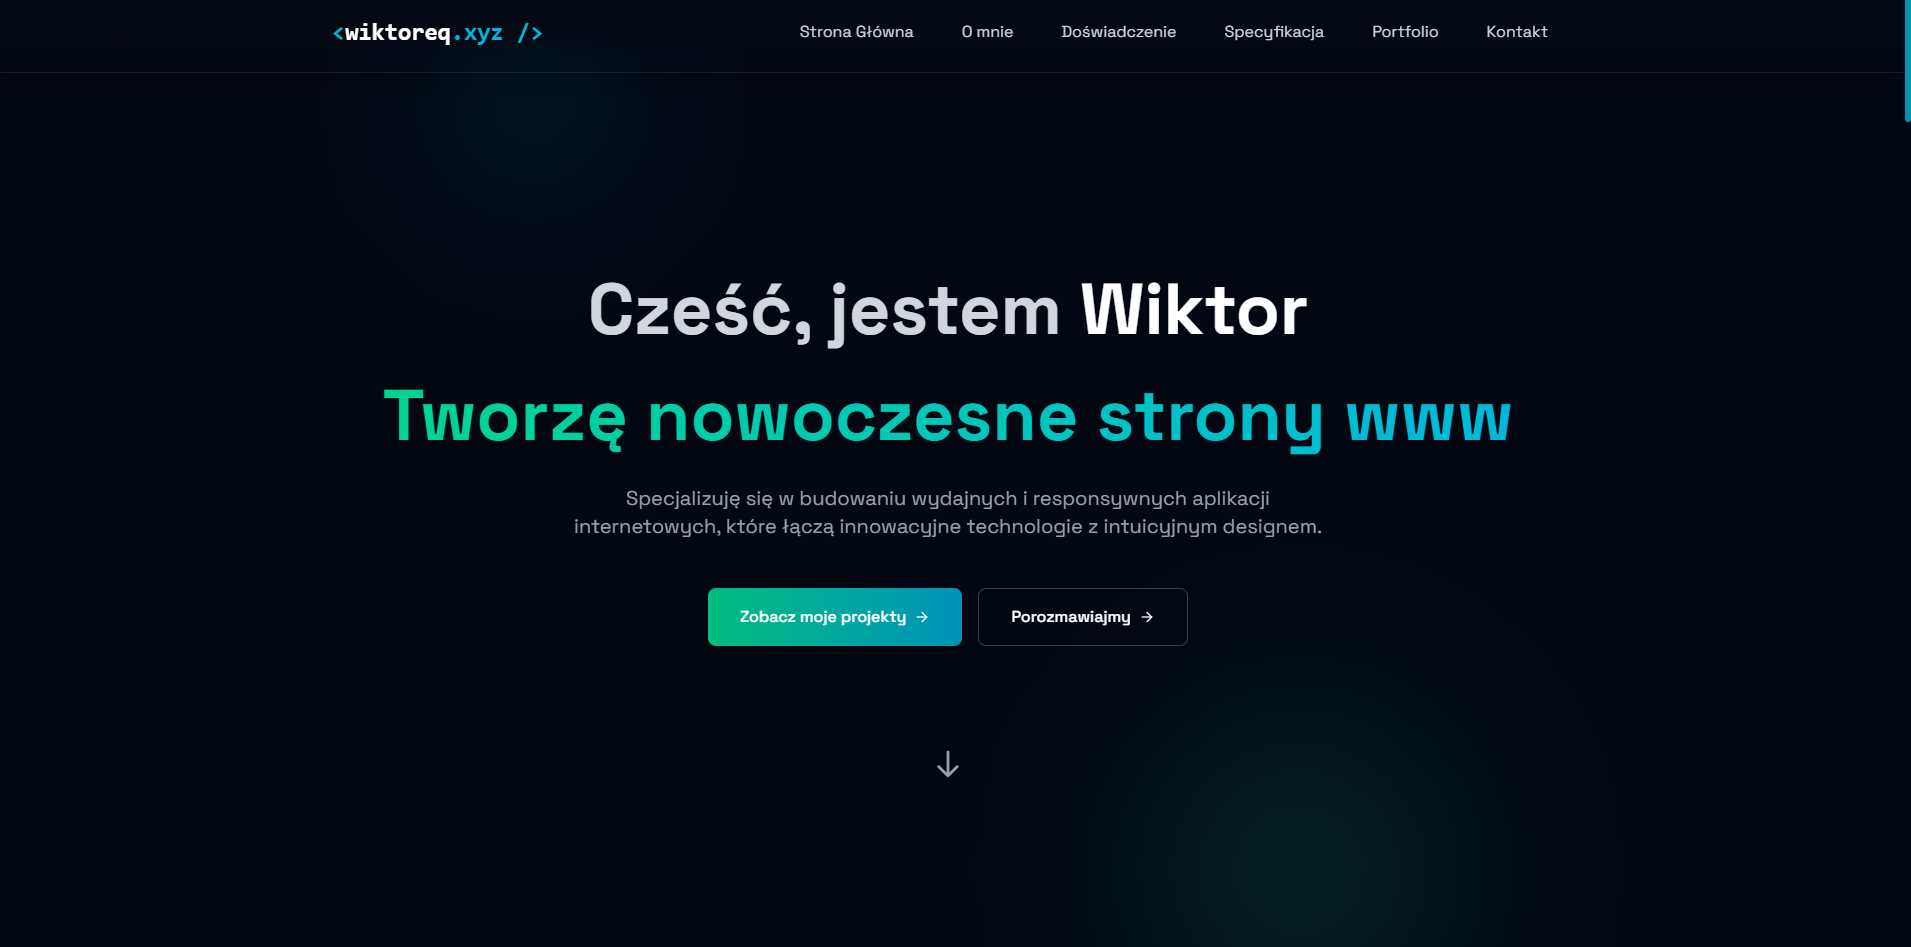 <wiktoreq.xyz />
Strona Główna O mnie Doświadczenie Specyfikacja Portfolio Kontakt
Cześć, jestem Wiktor
Tworzę nowoczesne strony www
Specjalizuję się w budowaniu wydajnych i responsywnych aplikacji
internetowych, które łączą innowacyjne technologie z intuicyjnym designem.
Zobacz moje projekty →
Porozmawiajmy →